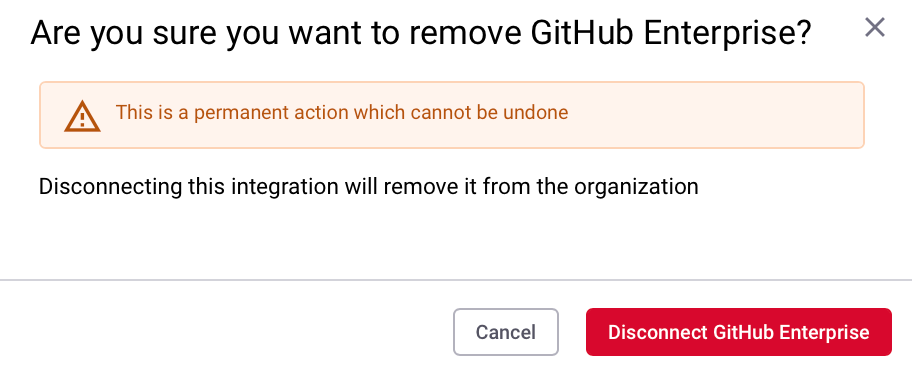 Are you sure you want to remove GitHub Enterprise?
This is a permanent action which cannot be undone
Disconnecting this integration will remove it from the organization
Cancel
Disconnect GitHub Enterprise